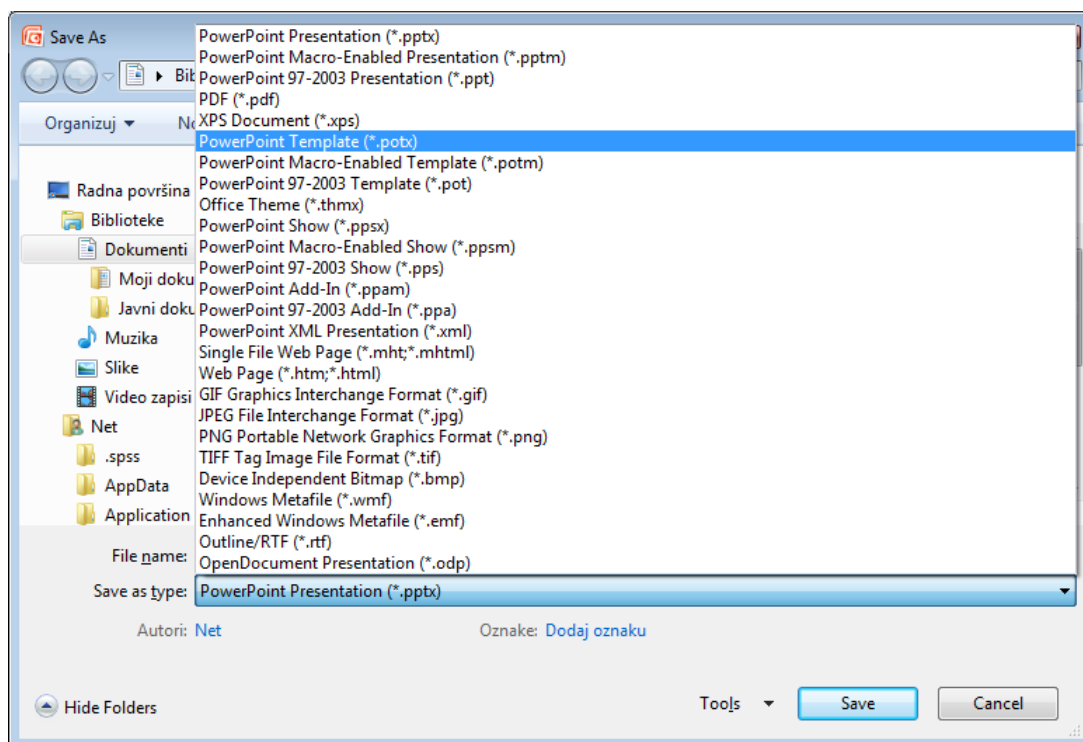 Save As
Bib
Organizuj
No
PowerPoint Presentation (*.pptx)
PowerPoint Macro-Enabled Presentation (*.pptm)
PowerPoint 97-2003 Presentation (*.ppt)
PDF (*.pdf)
XPS Document (*.xps)
PowerPoint Template (*.potx)
PowerPoint Macro-Enabled Template (*.potm)
PowerPoint 97-2003 Template (*.pot)
Office Theme (*.thmx)
PowerPoint Show (*.ppsx)
PowerPoint Macro-Enabled Show (*.ppsm)
PowerPoint 97-2003 Show (*.pps)
PowerPoint Add-In (*.ppam)
PowerPoint 97-2003 Add-In (*.ppa)
PowerPoint XML Presentation (*.xml)
Single File Web Page (*.mht;*.mhtml)
Web Page (*.htm;*.html)
GIF Graphics Interchange Format (*.gif)
JPEG File Interchange Format (*.jpg)
PNG Portable Network Graphics Format (*.png)
TIFF Tag Image File Format (*.tif)
Device Independent Bitmap (*.bmp)
Windows Metafile (*.wmf)
Enhanced Windows Metafile (*.emf)
Outline/RTF (*.rtf)
OpenDocument Presentation (*.odp)
Radna površina
Biblioteke
Dokumenti
Moji doku
Javni doku
Muzika
Slike
Video zapisi
Net
.spss
AppData
Application
File name:
Save as type: PowerPoint Presentation (*.pptx)
Autori: Net
Oznake: Dodaj oznaku
Hide Folders
Tools
Save
Cancel